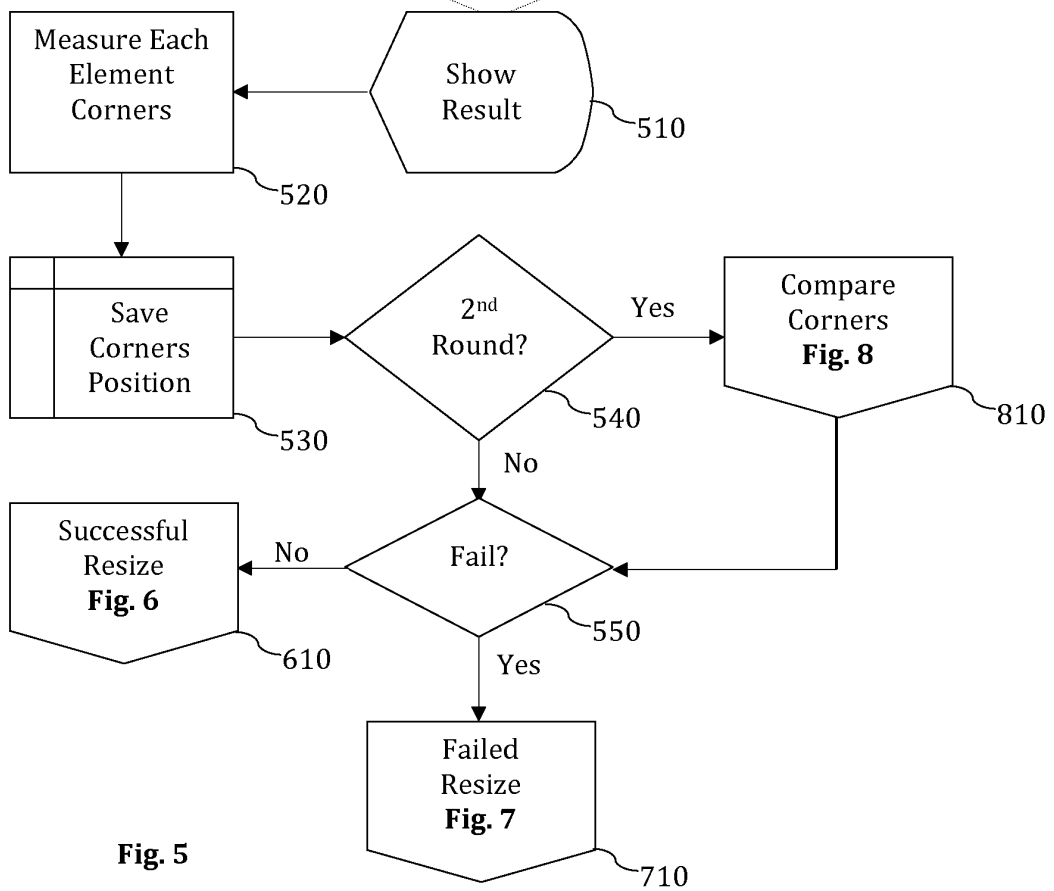 Measure Each
Element
Corners
520
Show
Result
510
Save
Corners
Position
530
2nd
Round?
540
Yes
No
Compare
Corners
Fig. 8
810
Fail?
550
No
Yes
Successful
Resize
Fig. 6
610
Failed
Resize
Fig. 7
710
Fig. 5